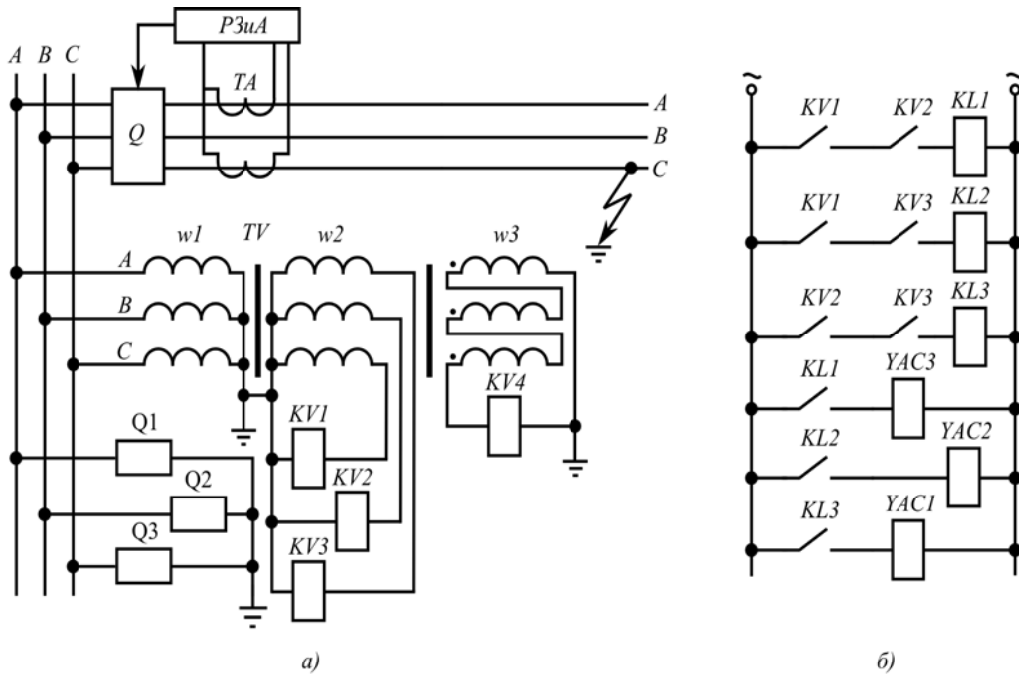 РЗиА
A B C
TA
Q
A
B
C
w1 TV w2 w3
A
B
C
KV4
KV1
Q1
Q2
KV2
Q3
KV3
а)
~ ~
KV1 KV2 KL1
KV1 KV3 KL2
KV2 KV3 KL3
KL1 YAC3
KL2 YAC2
KL3 YAC1
б)